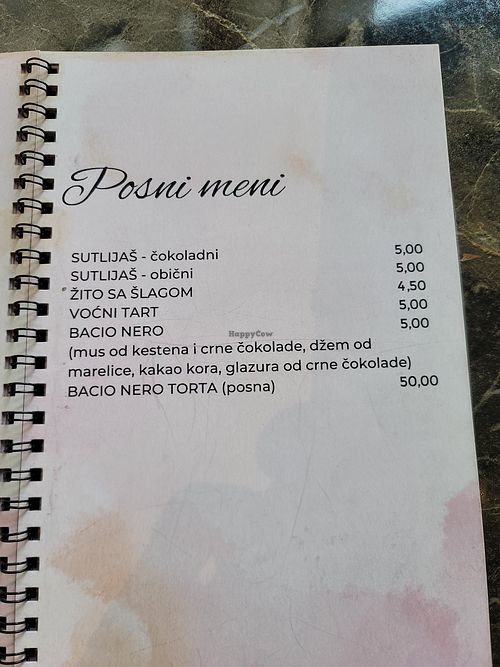 Posni meni
SUTLIJAŠ - čokoladni 5,00
SUTLIJAŠ - obični 5,00
ŽITO SA ŠLAGOM 4,50
VOĆNI TART 5,00
BACIO NERO 5,00
HappyCow
(mus od kestena i crne čokolade, džem od
marelice, kakao kora, glazura od crne čokolade)
BACIO NERO TORTA (posna) 50,00